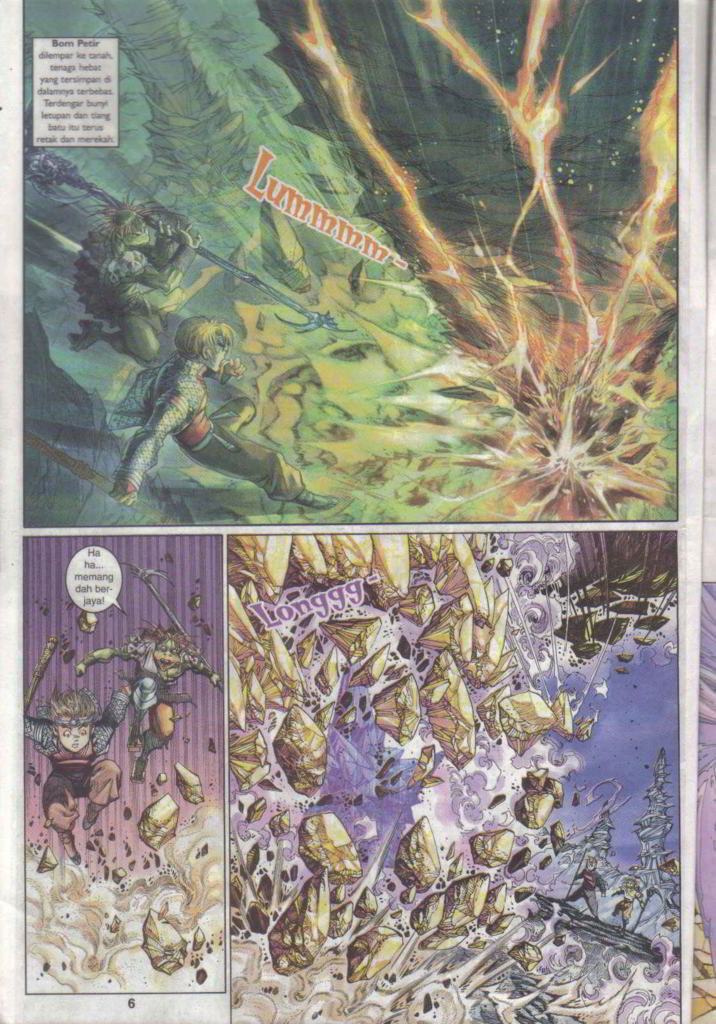 Bom Petir
dilempar ke tanah,
tenaga hebat
yang tersimpan di
dalamnya terbebas.
Terdengar bunyi
letupan dan tiang
batu itu terus
retak dan merekah.
Lummmm -
Ha
ha...
memang
dah ber-
jaya!
Longgg -
6